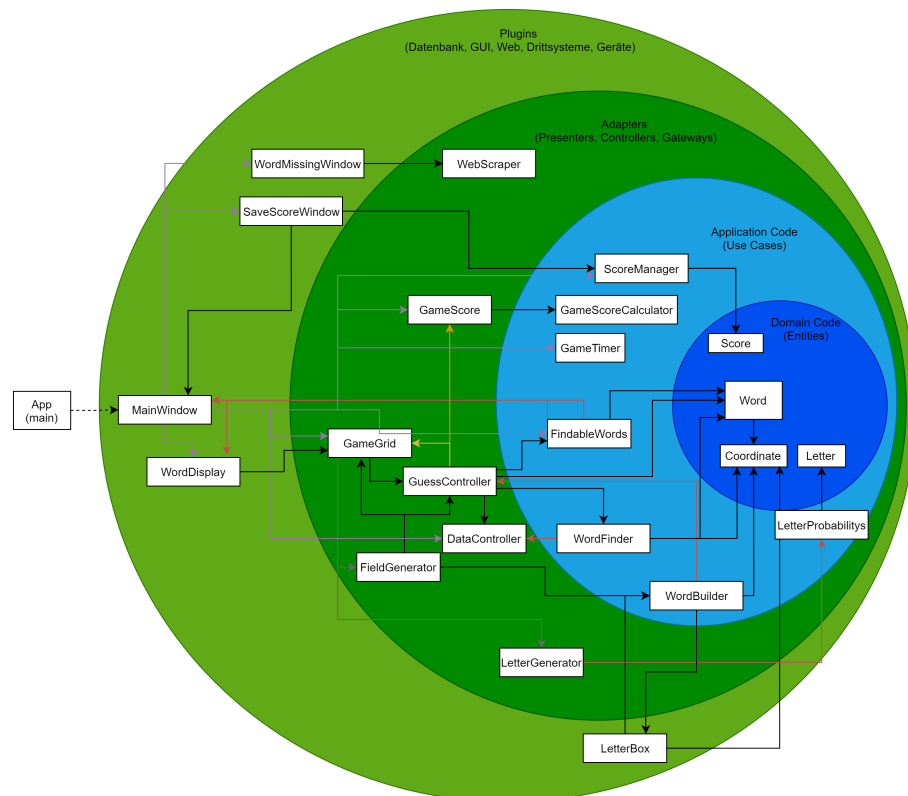 Plugins
(Datenbank, GUI, Web, Drittsysteme, Geräte)
Adapters
(Presenters, Controllers, Gateways)
WordMissingWindow
WebScraper
SaveScoreWindow
Application Code
(Use Cases)
ScoreManager
GameScore
GameScoreCalculator
Domain Code
(Entities)
Score
GameTimer
App
(main)
MainWindow
Word
FindableWords
GameGrid
WordDisplay
Coordinate
Letter
GuessController
LetterProbabilitys
DataController
WordFinder
FieldGenerator
WordBuilder
LetterGenerator
LetterBox